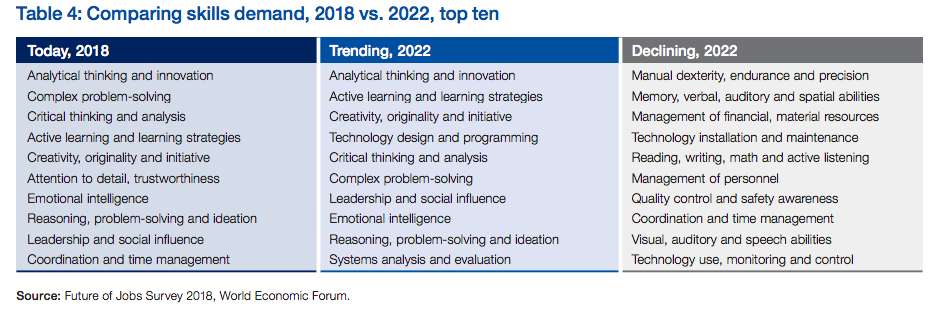 Table 4: Comparing skills demand, 2018 vs. 2022, top ten
Today, 2018
Analytical thinking and innovation
Complex problem-solving
Critical thinking and analysis
Active learning and learning strategies
Creativity, originality and initiative
Attention to detail, trustworthiness
Emotional intelligence
Reasoning, problem-solving and ideation
Leadership and social influence
Coordination and time management
Trending, 2022
Analytical thinking and innovation
Active learning and learning strategies
Creativity, originality and initiative
Technology design and programming
Critical thinking and analysis
Complex problem-solving
Leadership and social influence
Emotional intelligence
Reasoning, problem-solving and ideation
Systems analysis and evaluation
Declining, 2022
Manual dexterity, endurance and precision
Memory, verbal, auditory and spatial abilities
Management of financial, material resources
Technology installation and maintenance
Reading, writing, math and active listening
Management of personnel
Quality control and safety awareness
Coordination and time management
Visual, auditory and speech abilities
Technology use, monitoring and control
Source: Future of Jobs Survey 2018, World Economic Forum.